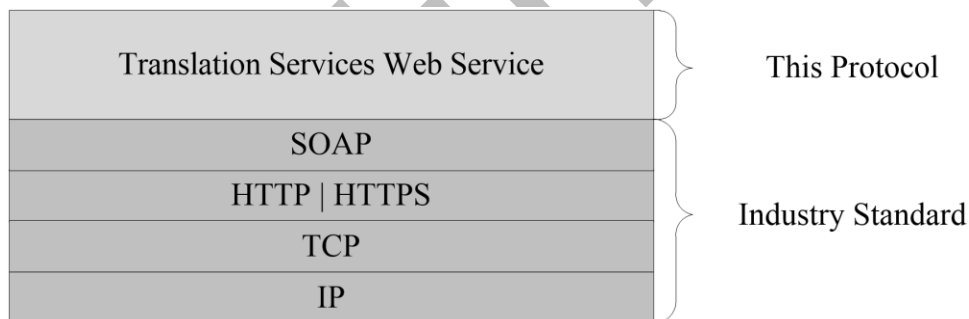 Translation Services Web Service
This Protocol
SOAP
HTTP | HTTPS
TCP
IP
Industry Standard